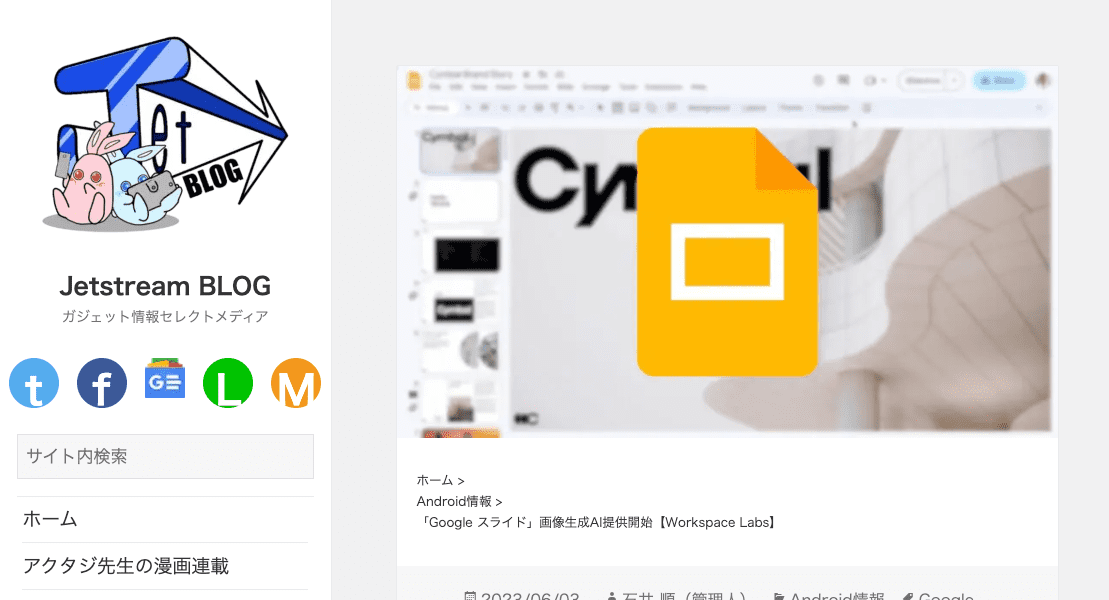 Jet
BLOG
Jetstream BLOG
ガジェット情報セレクトメディア
t f G L M
サイト内検索
ホーム
アクタジ先生の漫画連載
Cymbal Brand Story
ホーム >
Android情報 >
「Google スライド」画像生成AI提供開始【Workspace Labs】
2023/06/03 石井 順（管理人） Android情報 Google